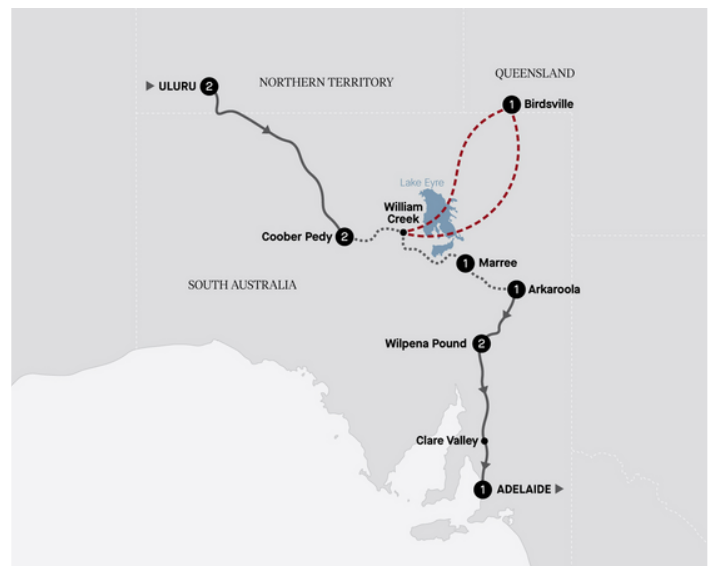 QUEENSLAND
NORTHERN TERRITORY
ULURU 2
1 Birdsville
Lake Eyre
William
Creek
Coober Pedy 2
1 Marree
SOUTH AUSTRALIA
1 Arkaroola
Wilpena Pound 2
Clare Valley
1 ADELAIDE